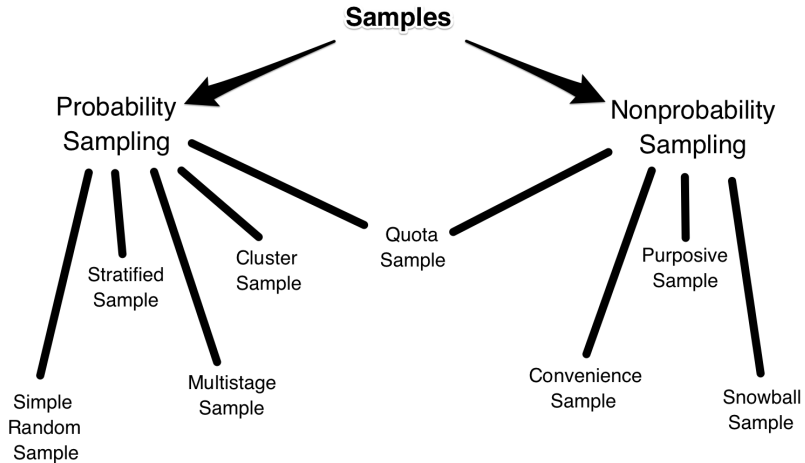 Samples
Probability
Sampling
Nonprobability
Sampling
Stratified
Sample
Cluster
Sample
Quota
Sample
Purposive
Sample
Simple
Random
Sample
Multistage
Sample
Convenience
Sample
Snowball
Sample